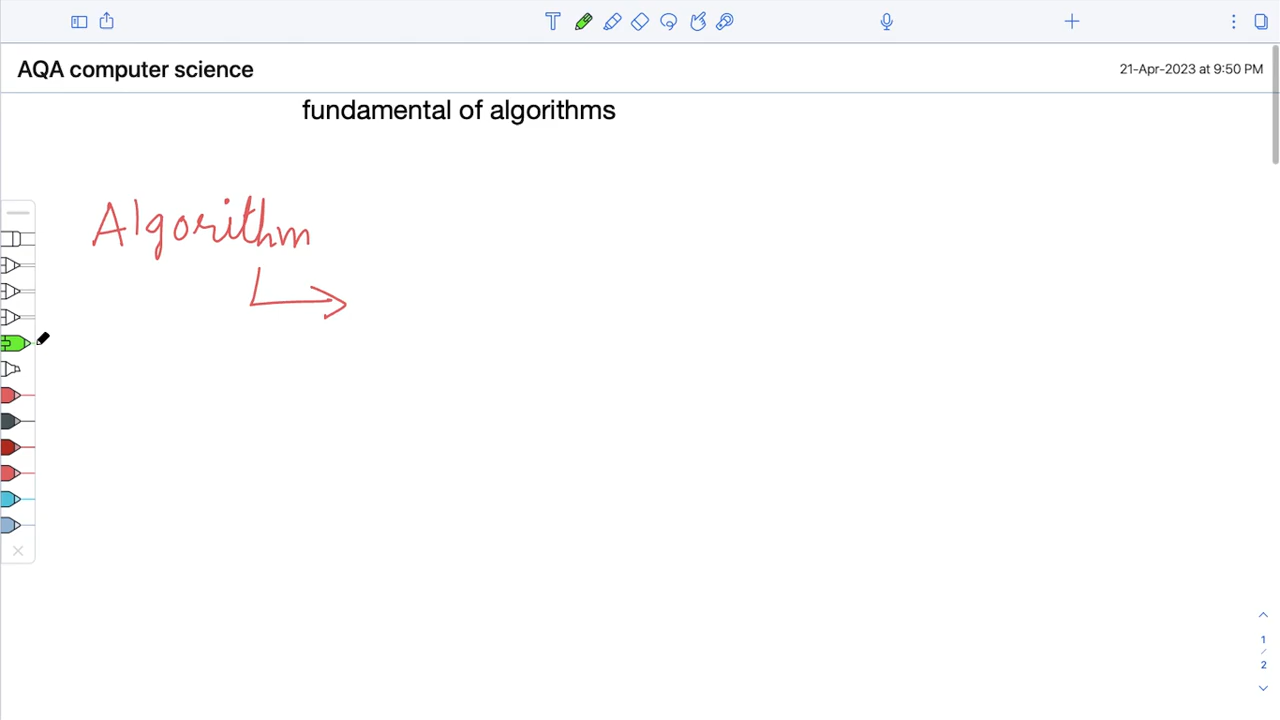 AQA computer science
21-Apr-2023 at 9:50 PM
fundamental of algorithms
Algorithm
1
/
2